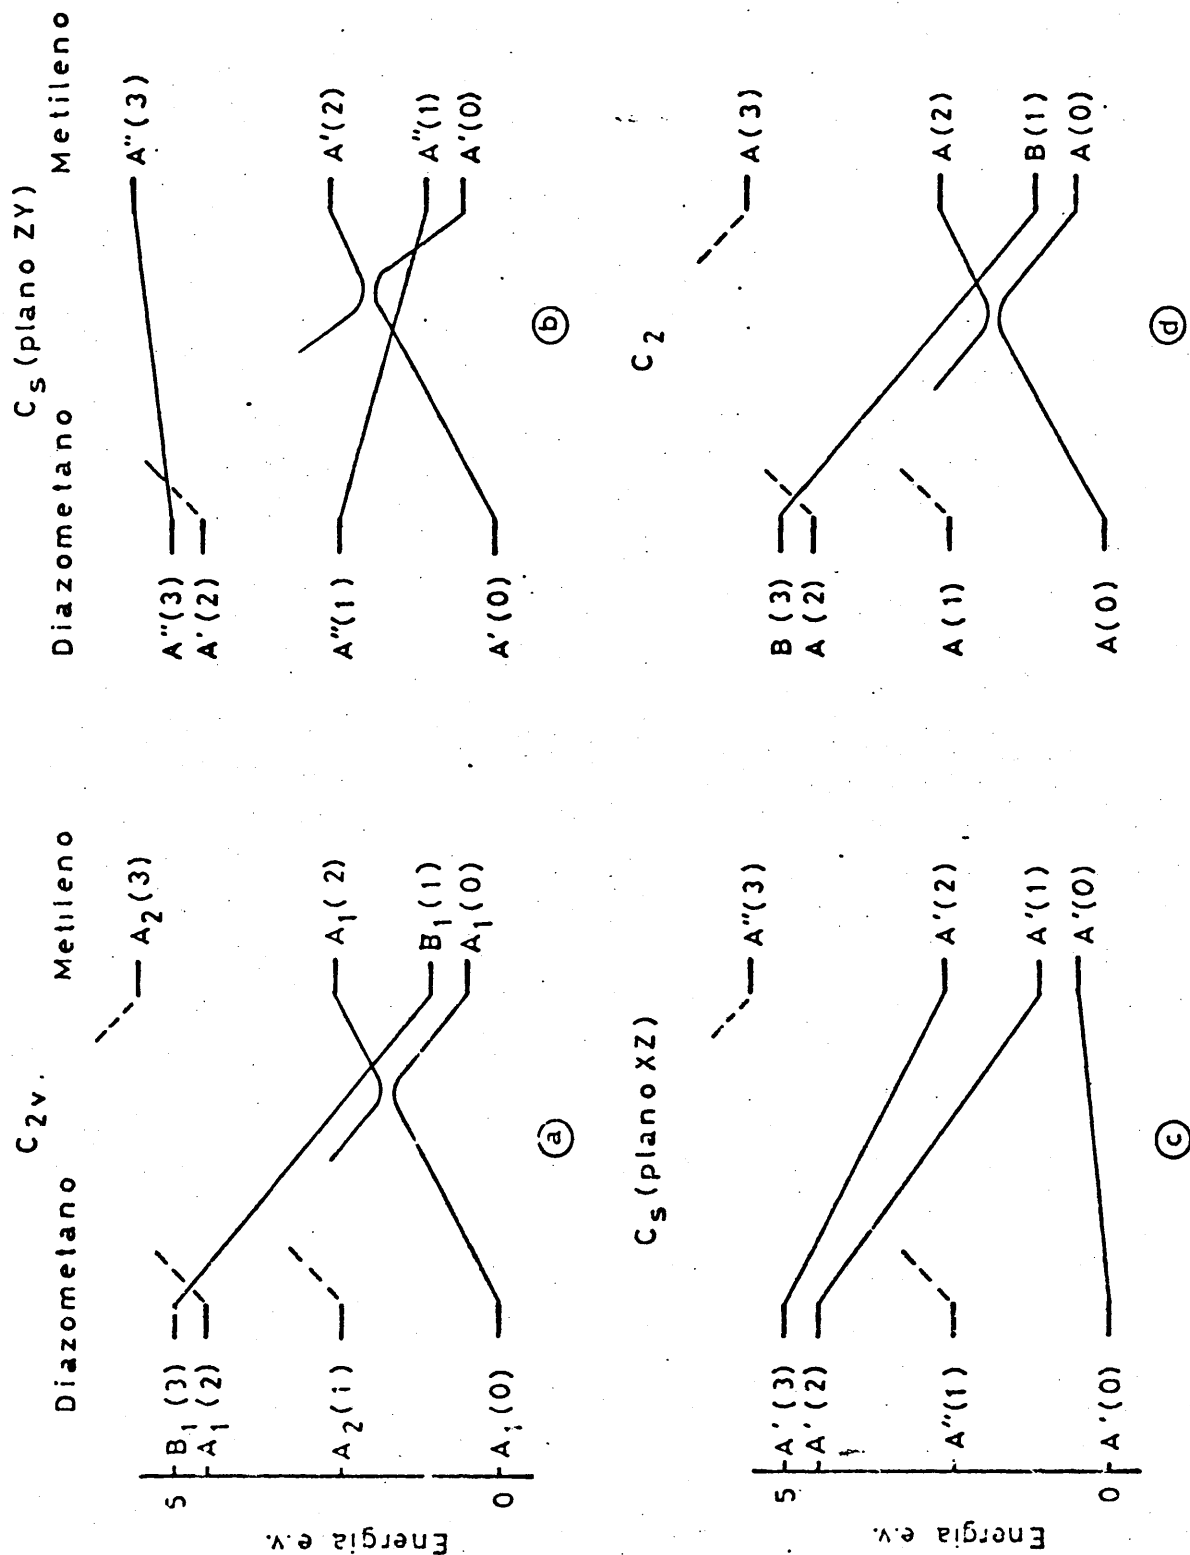 C2v.
Diazometano
Metileno
Energia e.v.
5
0
B1(3)
A1(2)
A2(1)
A1(0)
A2(3)
A1(2)
B1(1)
A1(0)
a
Cs(plano ZY)
Diazometano
Metileno
A''(3)
A'(2)
A''(1)
A'(0)
A''(3)
A'(2)
A''(1)
A'(0)
b
Cs(plano XZ)
Energia e.v.
5
0
A'(3)
A'(2)
A''(1)
A'(0)
A''(3)
A'(2)
A'(1)
A'(0)
c
C2
B(3)
A(2)
A(1)
A(0)
A(3)
A(2)
B(1)
A(0)
d